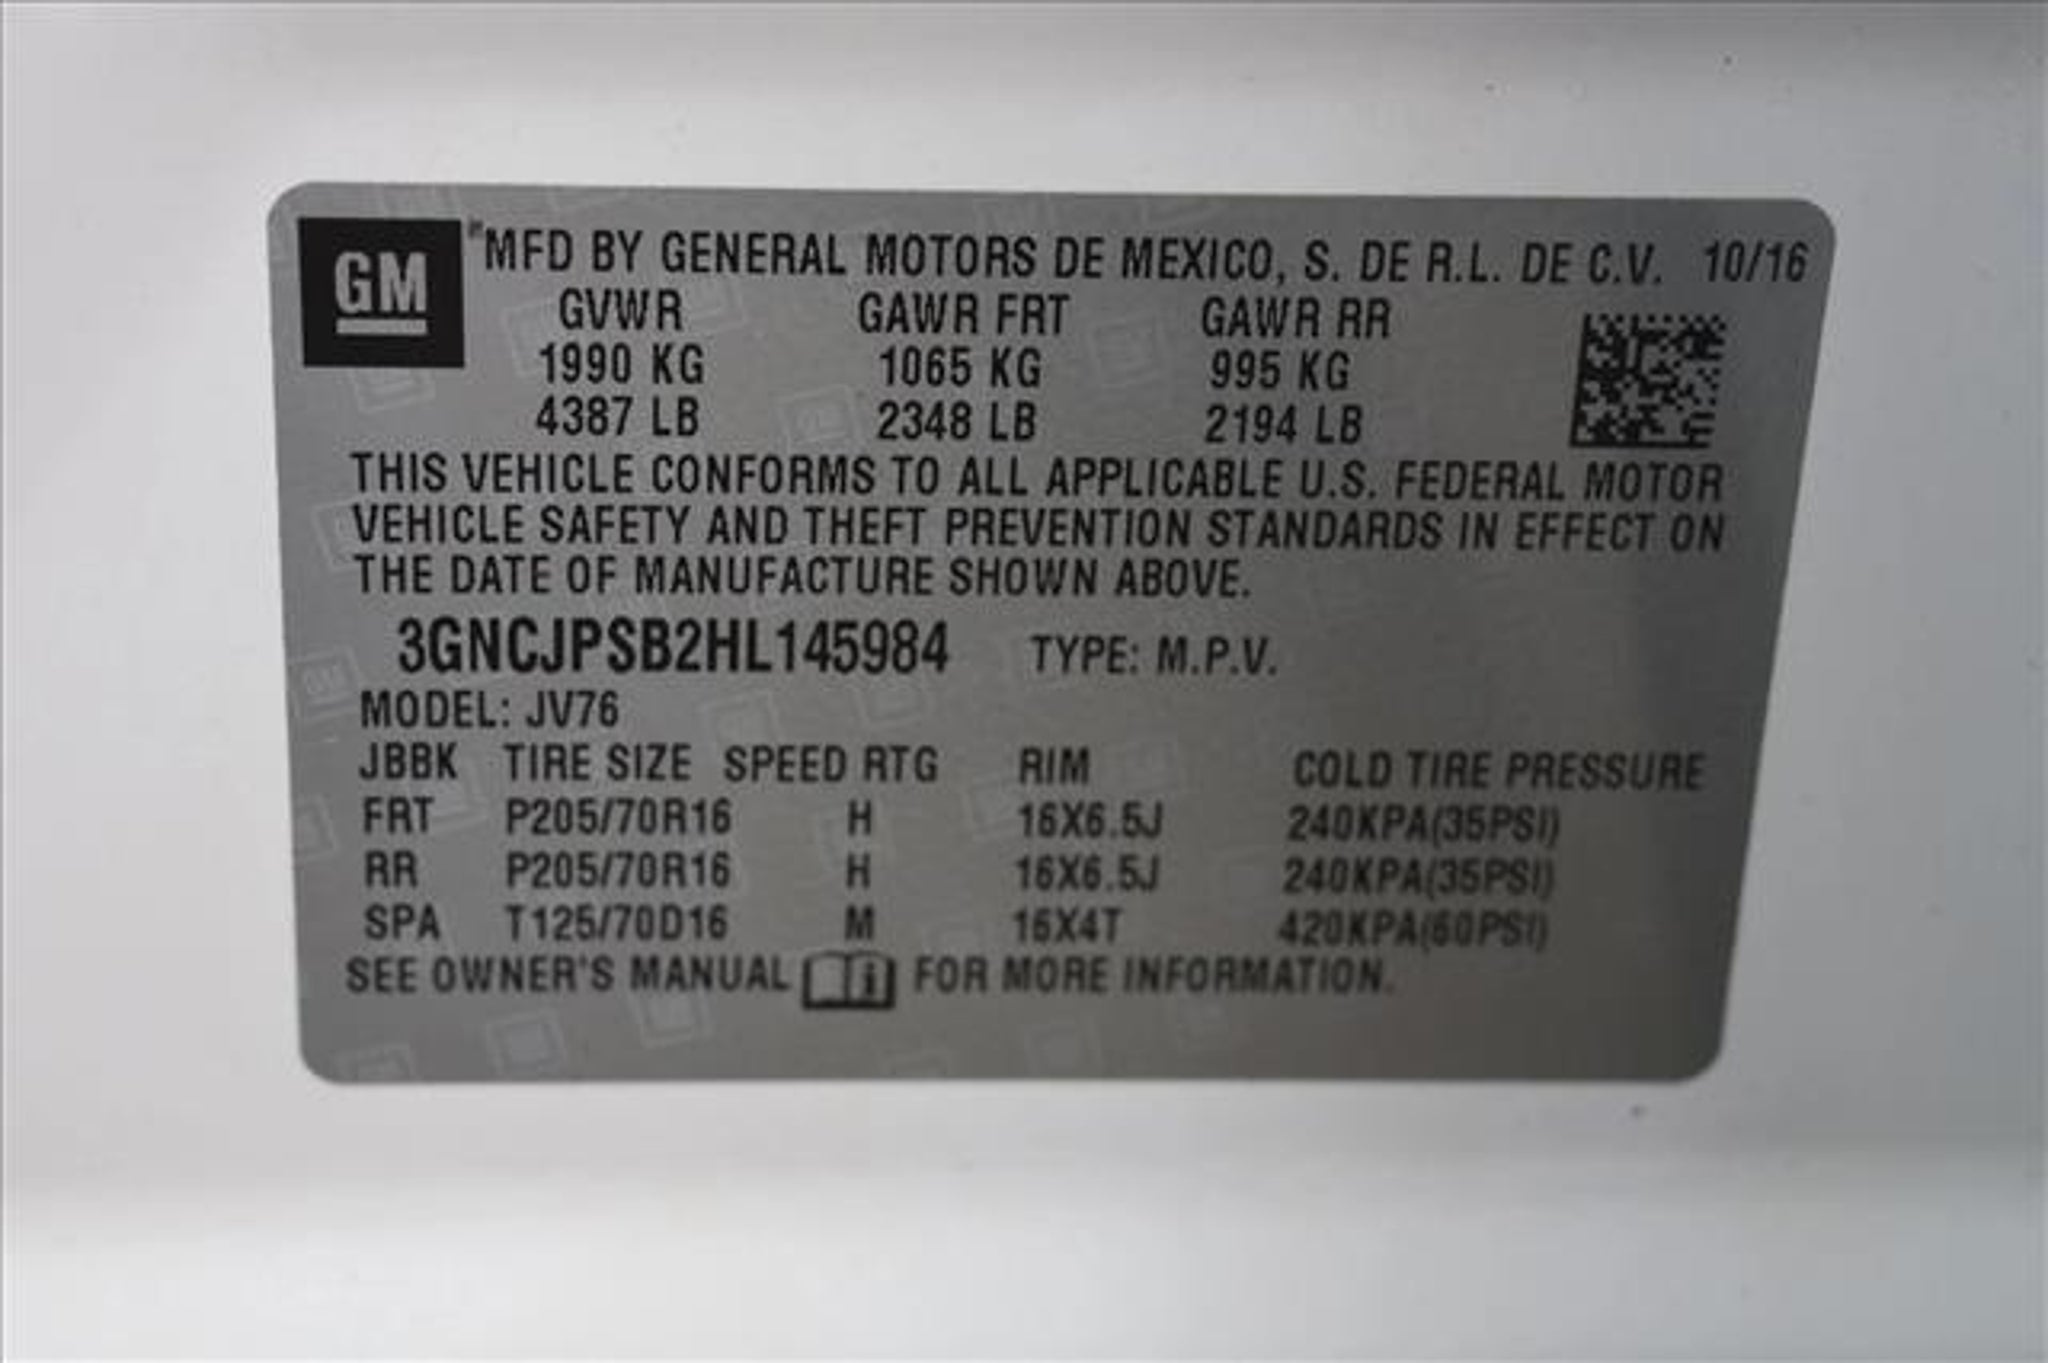 GM
MFD BY GENERAL MOTORS DE MEXICO, S. DE R.L. DE C.V. 10/16
GVWR GAWR FRT GAWR RR
1990 KG 1065 KG 995 KG
4387 LB 2348 LB 2194 LB
THIS VEHICLE CONFORMS TO ALL APPLICABLE U.S. FEDERAL MOTOR
VEHICLE SAFETY AND THEFT PREVENTION STANDARDS IN EFFECT ON
THE DATE OF MANUFACTURE SHOWN ABOVE.
3GNCJPSB2HL145984 TYPE: M.P.V.
MODEL: JV76
JBBK TIRE SIZE SPEED RTG RIM COLD TIRE PRESSURE
FRT P205/70R16 H 16X6.5J 240KPA(35PSI)
RR P205/70R16 H 16X6.5J 240KPA(35PSI)
SPA T125/70D16 M 16X4T 420KPA(60PSI)
SEE OWNER'S MANUAL i FOR MORE INFORMATION.